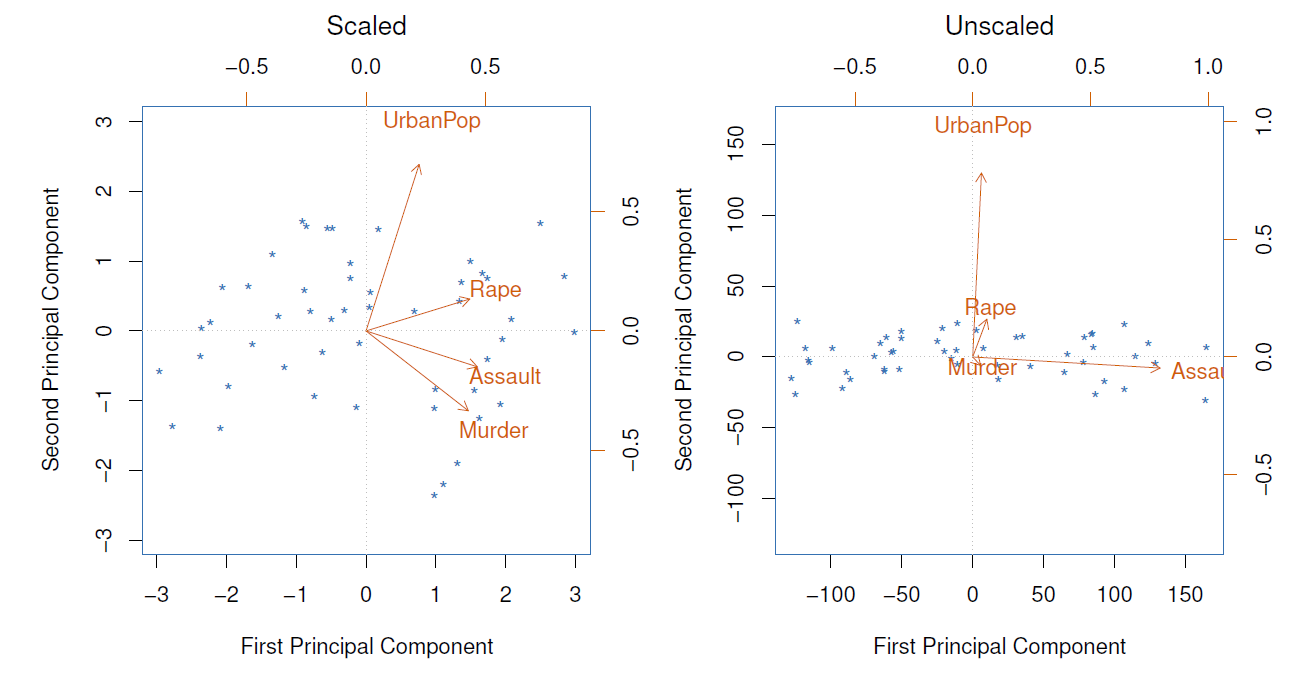 Scaled
−0.5 0.0 0.5
UrbanPop
Rape
Assault
Murder
3
2
1
0
−1
−2
−3
Second Principal Component
0.5
0.0
−0.5
−3 −2 −1 0 1 2 3
First Principal Component
Unscaled
−0.5 0.0 0.5 1.0
UrbanPop
Rape
Murder
Assau
150
100
50
0
−50
−100
Second Principal Component
1.0
0.5
0.0
−0.5
−100 −50 0 50 100 150
First Principal Component